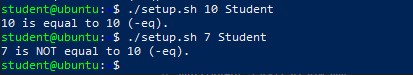 student@ubuntu: $ ./setup.sh 10 Student
10 is equal to 10 (-eq).
student@ubuntu: $ ./setup.sh 7 Student
7 is NOT equal to 10 (-eq).
student@ubuntu: $